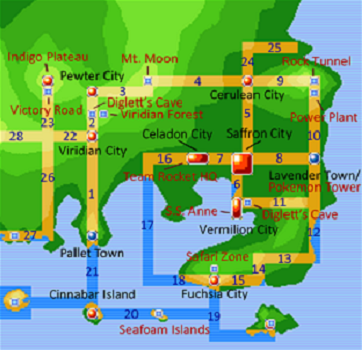 25
Indigo Plateau
Mt. Moon
Rock Tunnel
24
Pewter City
3
4
9
Cerulean City
Victory Road
Diglett's Cave
2
Viridian Forest
Power Plant
23
5
10
28
22
Celadon City
Saffron City
Viridian City
16
7
8
Team Rocket HQ
Lavender Town/
Pokemon Tower
26
1
6
S.S. Anne
11
Diglett's Cave
17
Vermilion City
12
27
Pallet Town
Safari Zone
13
14
21
18
15
Cinnabar Island
Fuchsia City
20
19
Seafoam Islands